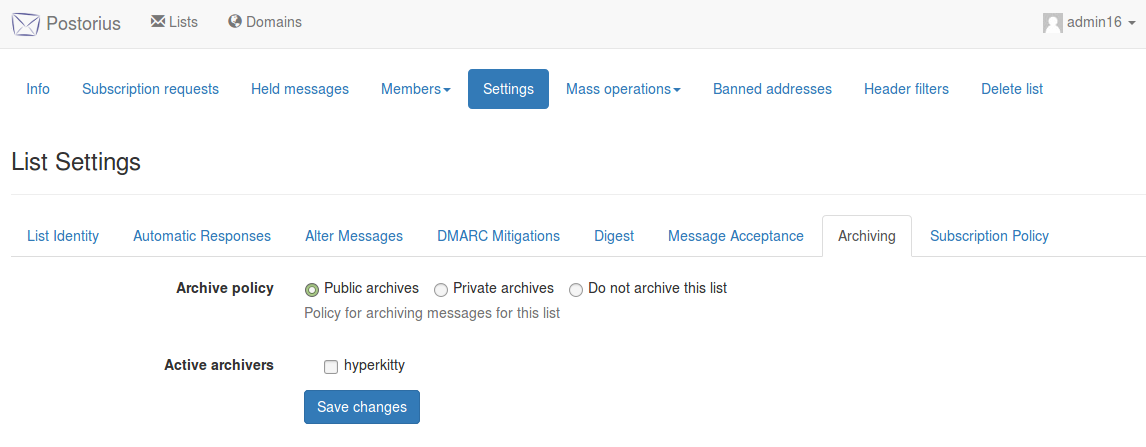 Postorius Lists Domains admin16
Info Subscription requests Held messages Members Settings Mass operations Banned addresses Header filters Delete list
List Settings
List Identity Automatic Responses Alter Messages DMARC Mitigations Digest Message Acceptance Archiving Subscription Policy
Archive policy Public archives Private archives Do not archive this list
Policy for archiving messages for this list
Active archivers hyperkitty
Save changes